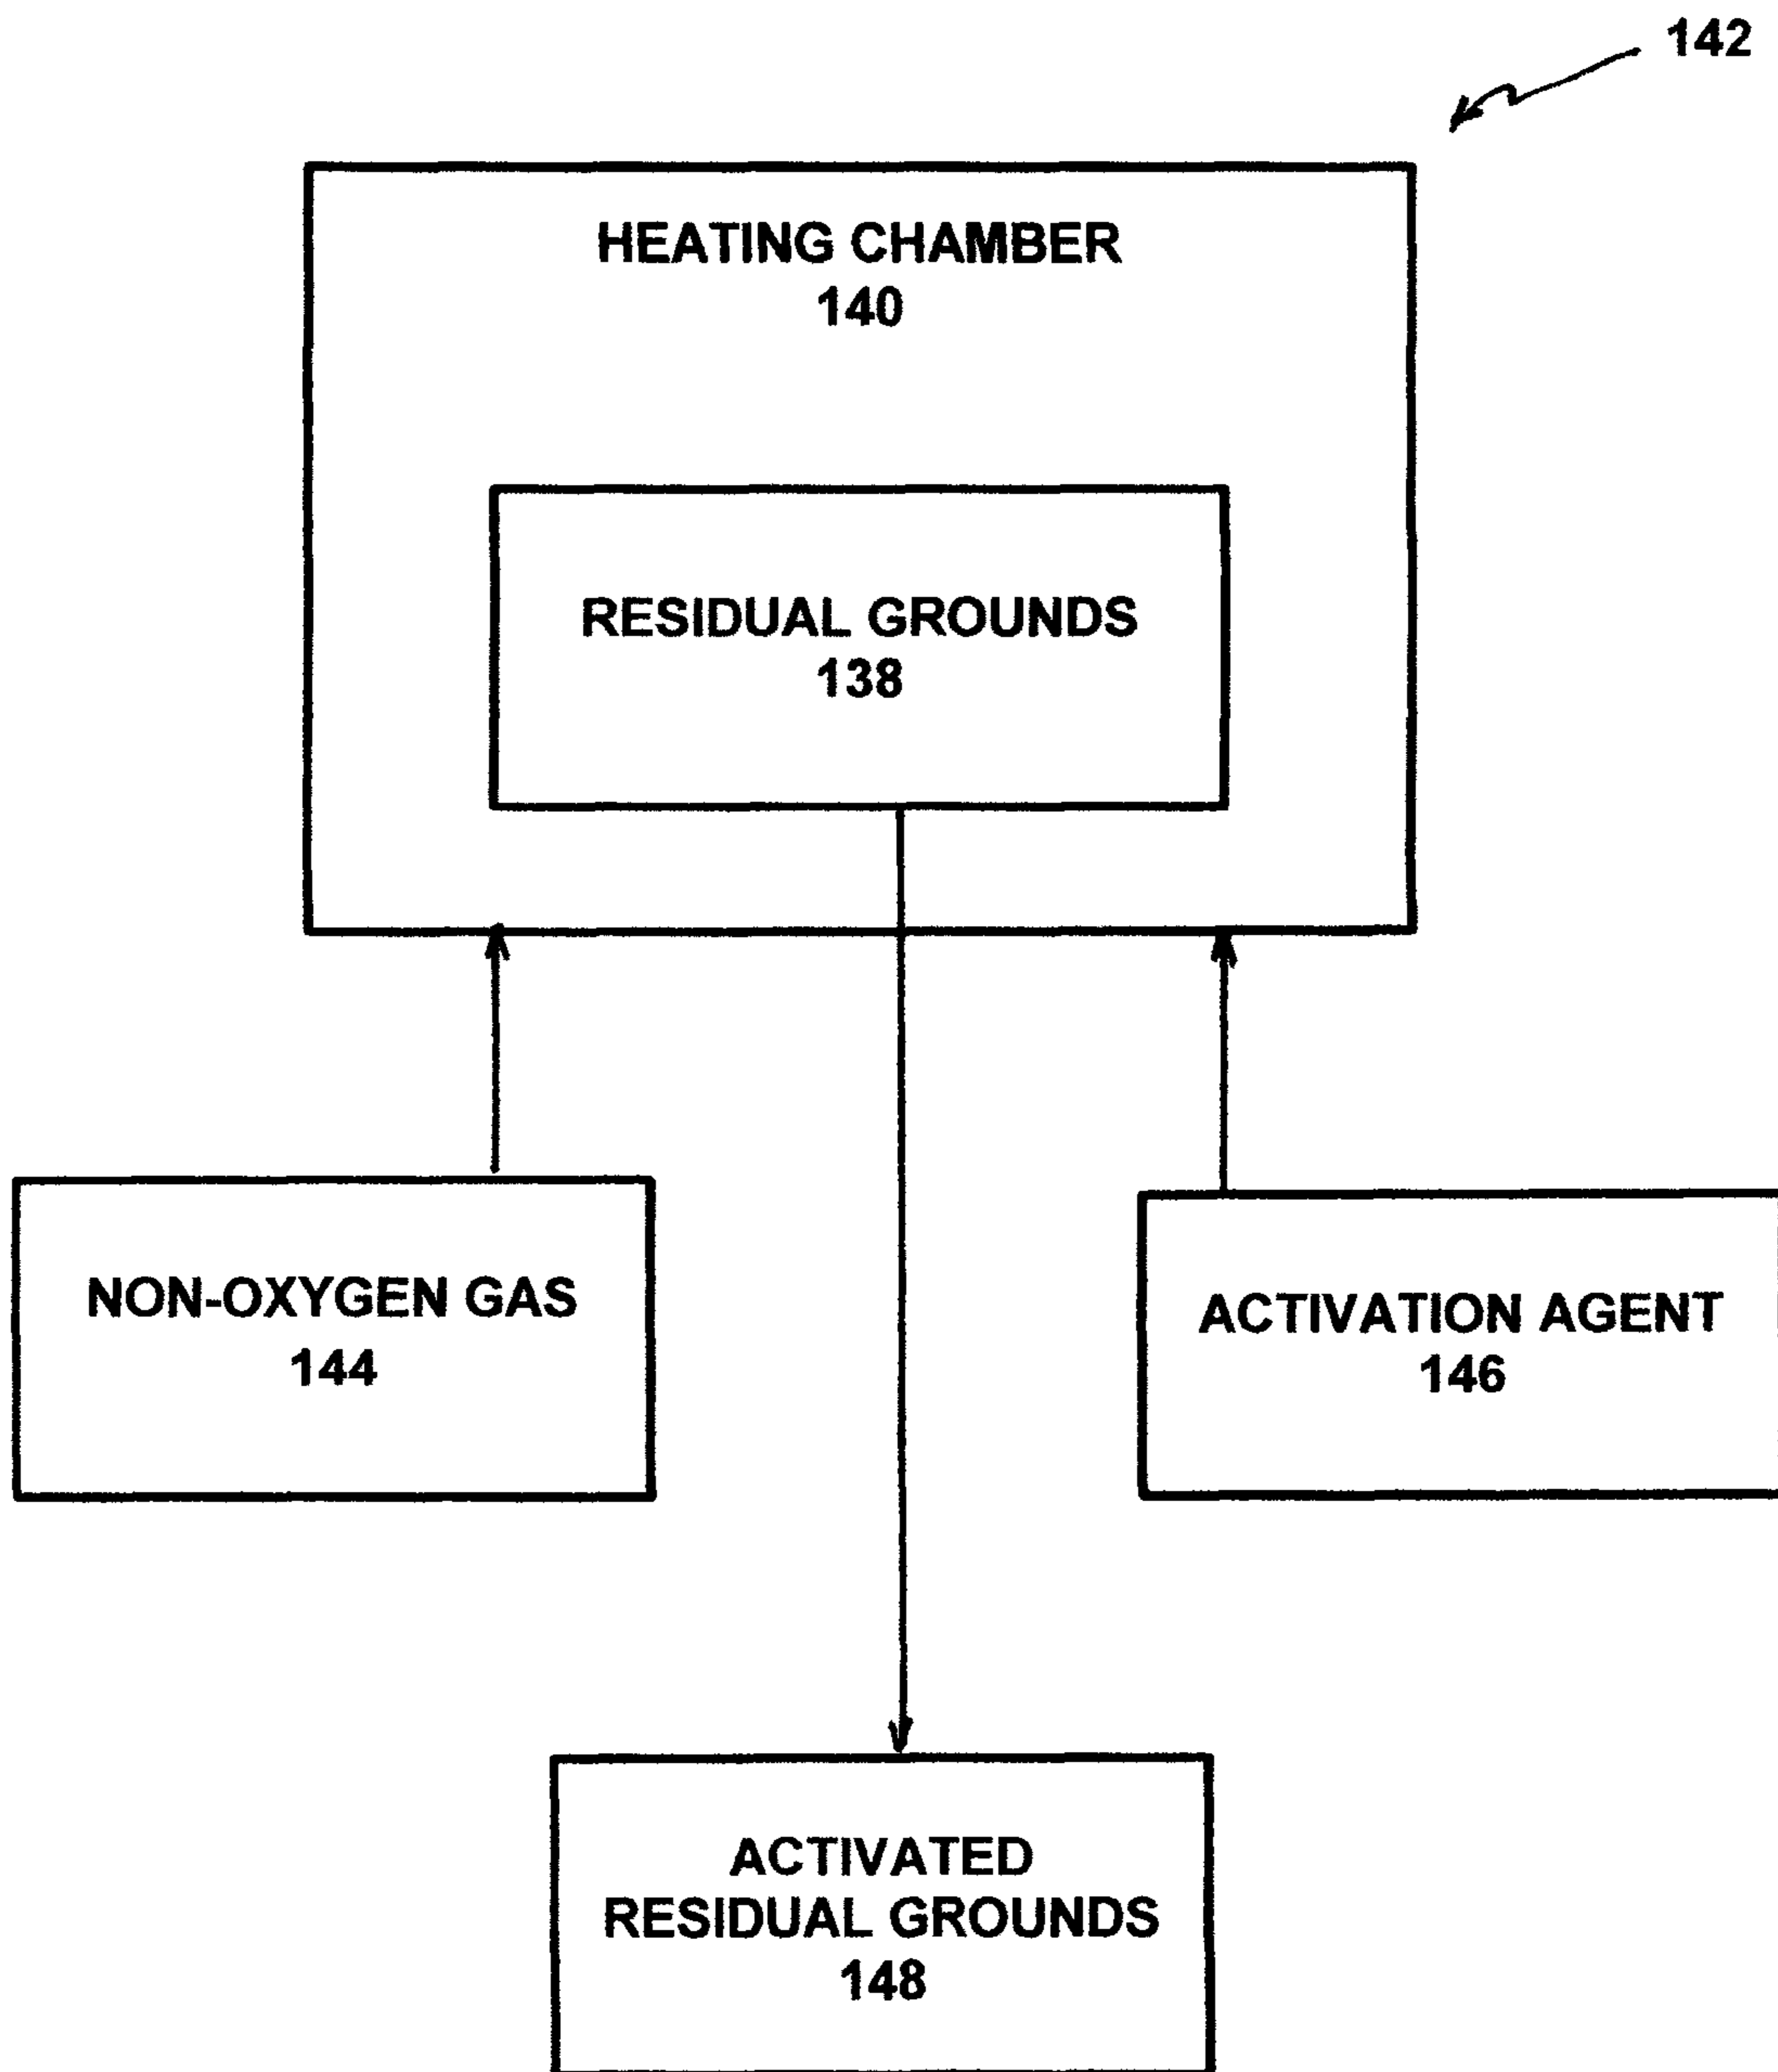 142
HEATING CHAMBER
140
RESIDUAL GROUNDS
138
NON-OXYGEN GAS
144
ACTIVATION AGENT
146
ACTIVATED
RESIDUAL GROUNDS
148